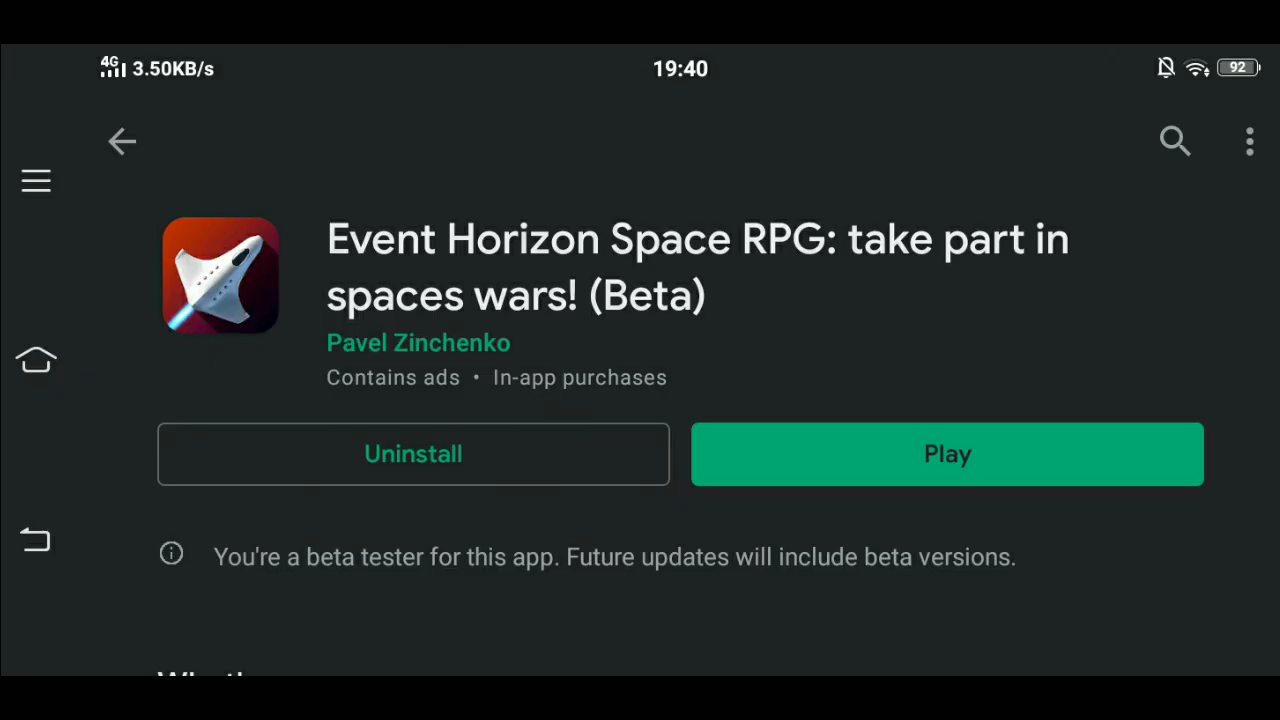 4G 3.50KB/s 19:40 92
Event Horizon Space RPG: take part in
spaces wars! (Beta)
Pavel Zinchenko
Contains ads • In-app purchases
Uninstall Play
You're a beta tester for this app. Future updates will include beta versions.